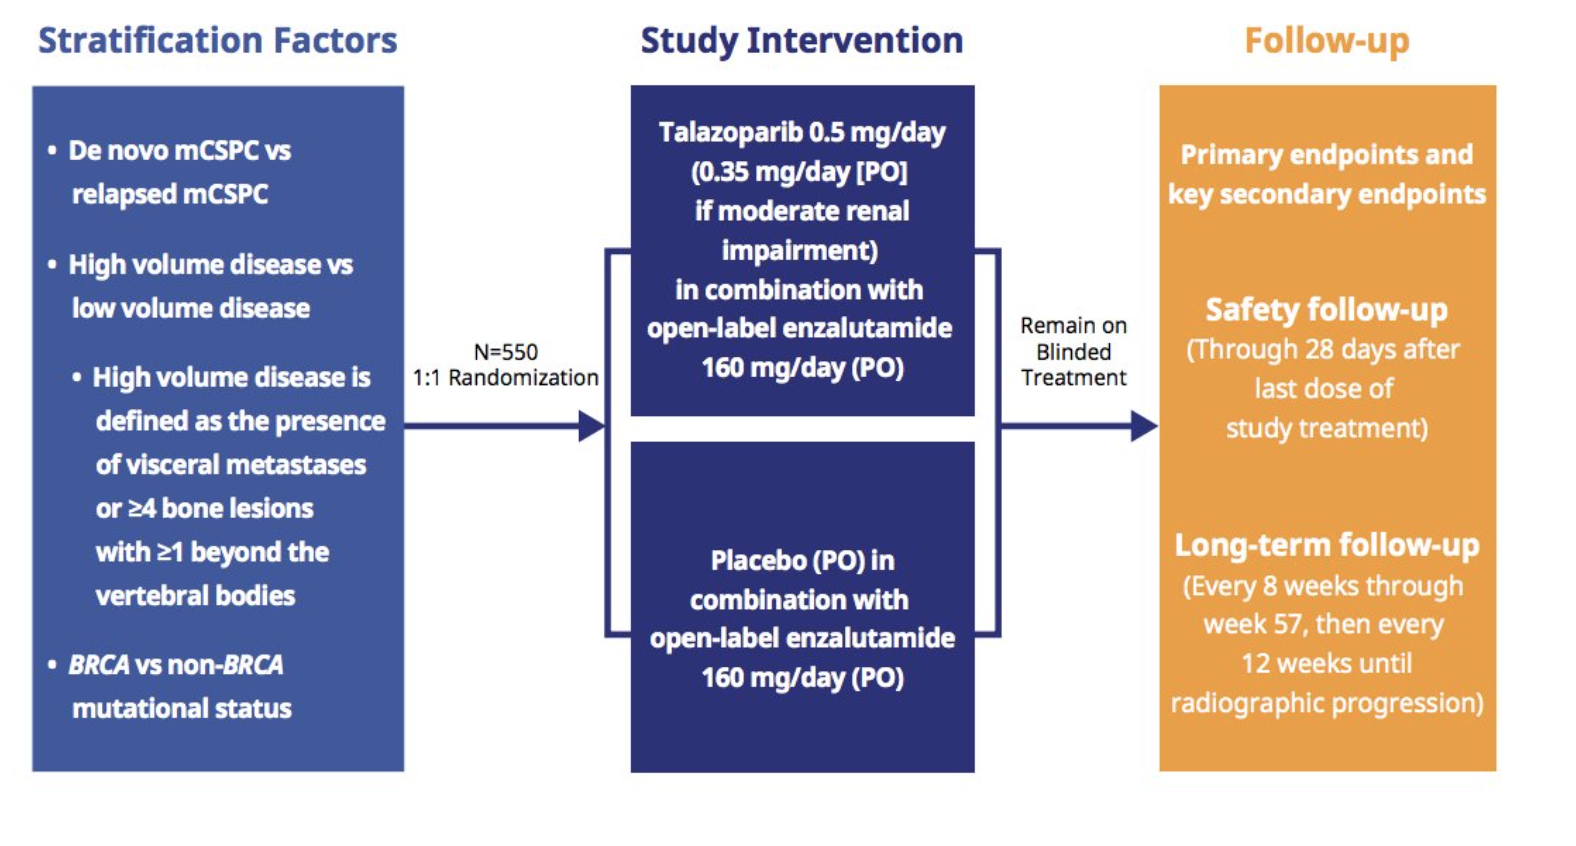 Stratification Factors
• De novo mCSPC vs
relapsed mCSPC
• High volume disease vs
low volume disease
• High volume disease is
defined as the presence
of visceral metastases
or ≥4 bone lesions
with ≥1 beyond the
vertebral bodies
• BRCA vs non-BRCA
mutational status
N=550
1:1 Randomization
Study Intervention
Talazoparib 0.5 mg/day
(0.35 mg/day [PO]
if moderate renal
impairment)
in combination with
open-label enzalutamide
160 mg/day (PO)
Placebo (PO) in
combination with
open-label enzalutamide
160 mg/day (PO)
Remain on
Blinded
Treatment
Follow-up
Primary endpoints and
key secondary endpoints
Safety follow-up
(Through 28 days after
last dose of
study treatment)
Long-term follow-up
(Every 8 weeks through
week 57, then every
12 weeks until
radiographic progression)